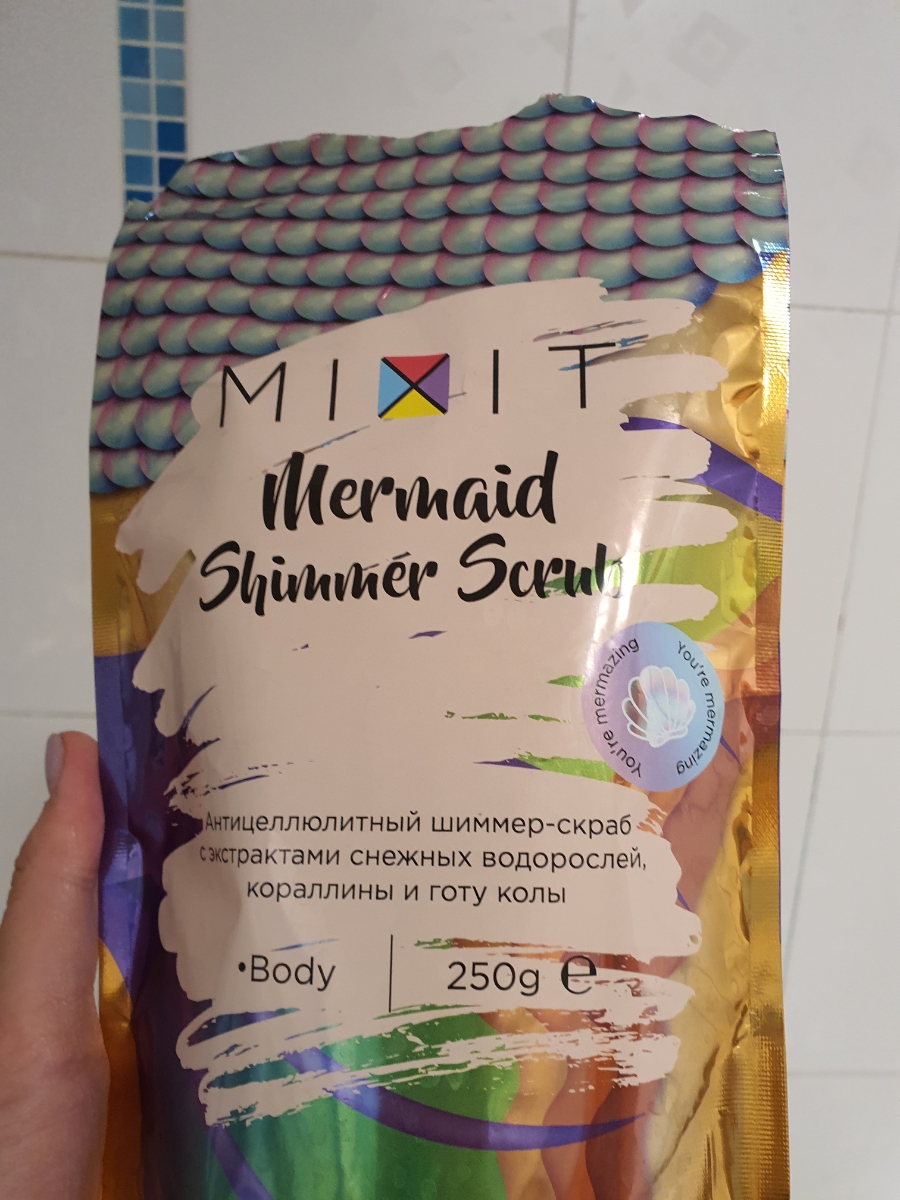 MIXIT
Mermaid
Shimmér Scrub
You're mermazing
You're mermazing
Антицеллюлитный шиммер-скраб
с экстрактами снежных водорослей,
кораллины и готу колы
•Body
250g ℮